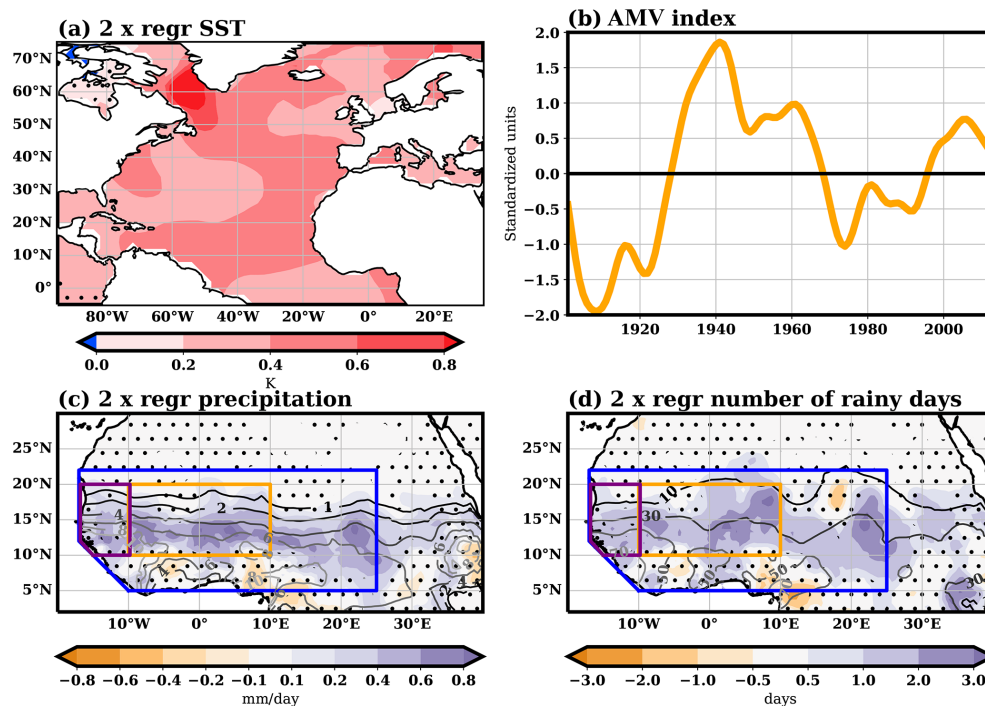 (a) 2 x regr SST
70°N
60°N
50°N
40°N
30°N
20°N
10°N
0°
80°W 60°W 40°W 20°W 0° 20°E
0.0 0.2 0.4 0.6 0.8
K
(b) AMV index
Standardized units
2.0
1.5
1.0
0.5
0.0
−0.5
−1.0
−1.5
−2.0
1920 1940 1960 1980 2000
(c) 2 x regr precipitation
25°N
20°N
15°N
10°N
5°N
10°W 0° 10°E 20°E 30°E
2 1
4
6
−0.8 −0.6 −0.4 −0.1 0.1 0.2 0.4 0.6 0.8
mm/day
(d) 2 x regr number of rainy days
25°N
20°N
15°N
10°N
5°N
10°W 0° 10°E 20°E 30°E
10
30
50 50 50
30
−3.0 −2.0 −1.0 −0.5 0.5 1.0 2.0 3.0
days